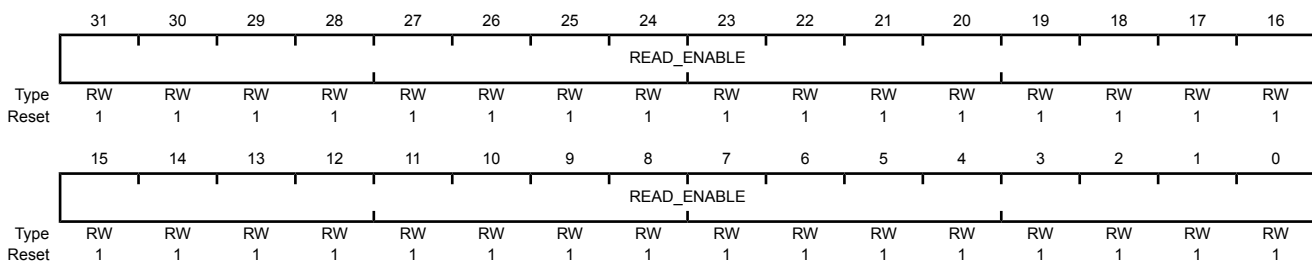 31 30 29 28 27 26 25 24 23 22 21 20 19 18 17 16
READ_ENABLE
Type RW RW RW RW RW RW RW RW RW RW RW RW RW RW RW RW
Reset 1 1 1 1 1 1 1 1 1 1 1 1 1 1 1 1
15 14 13 12 11 10 9 8 7 6 5 4 3 2 1 0
READ_ENABLE
Type RW RW RW RW RW RW RW RW RW RW RW RW RW RW RW RW
Reset 1 1 1 1 1 1 1 1 1 1 1 1 1 1 1 1